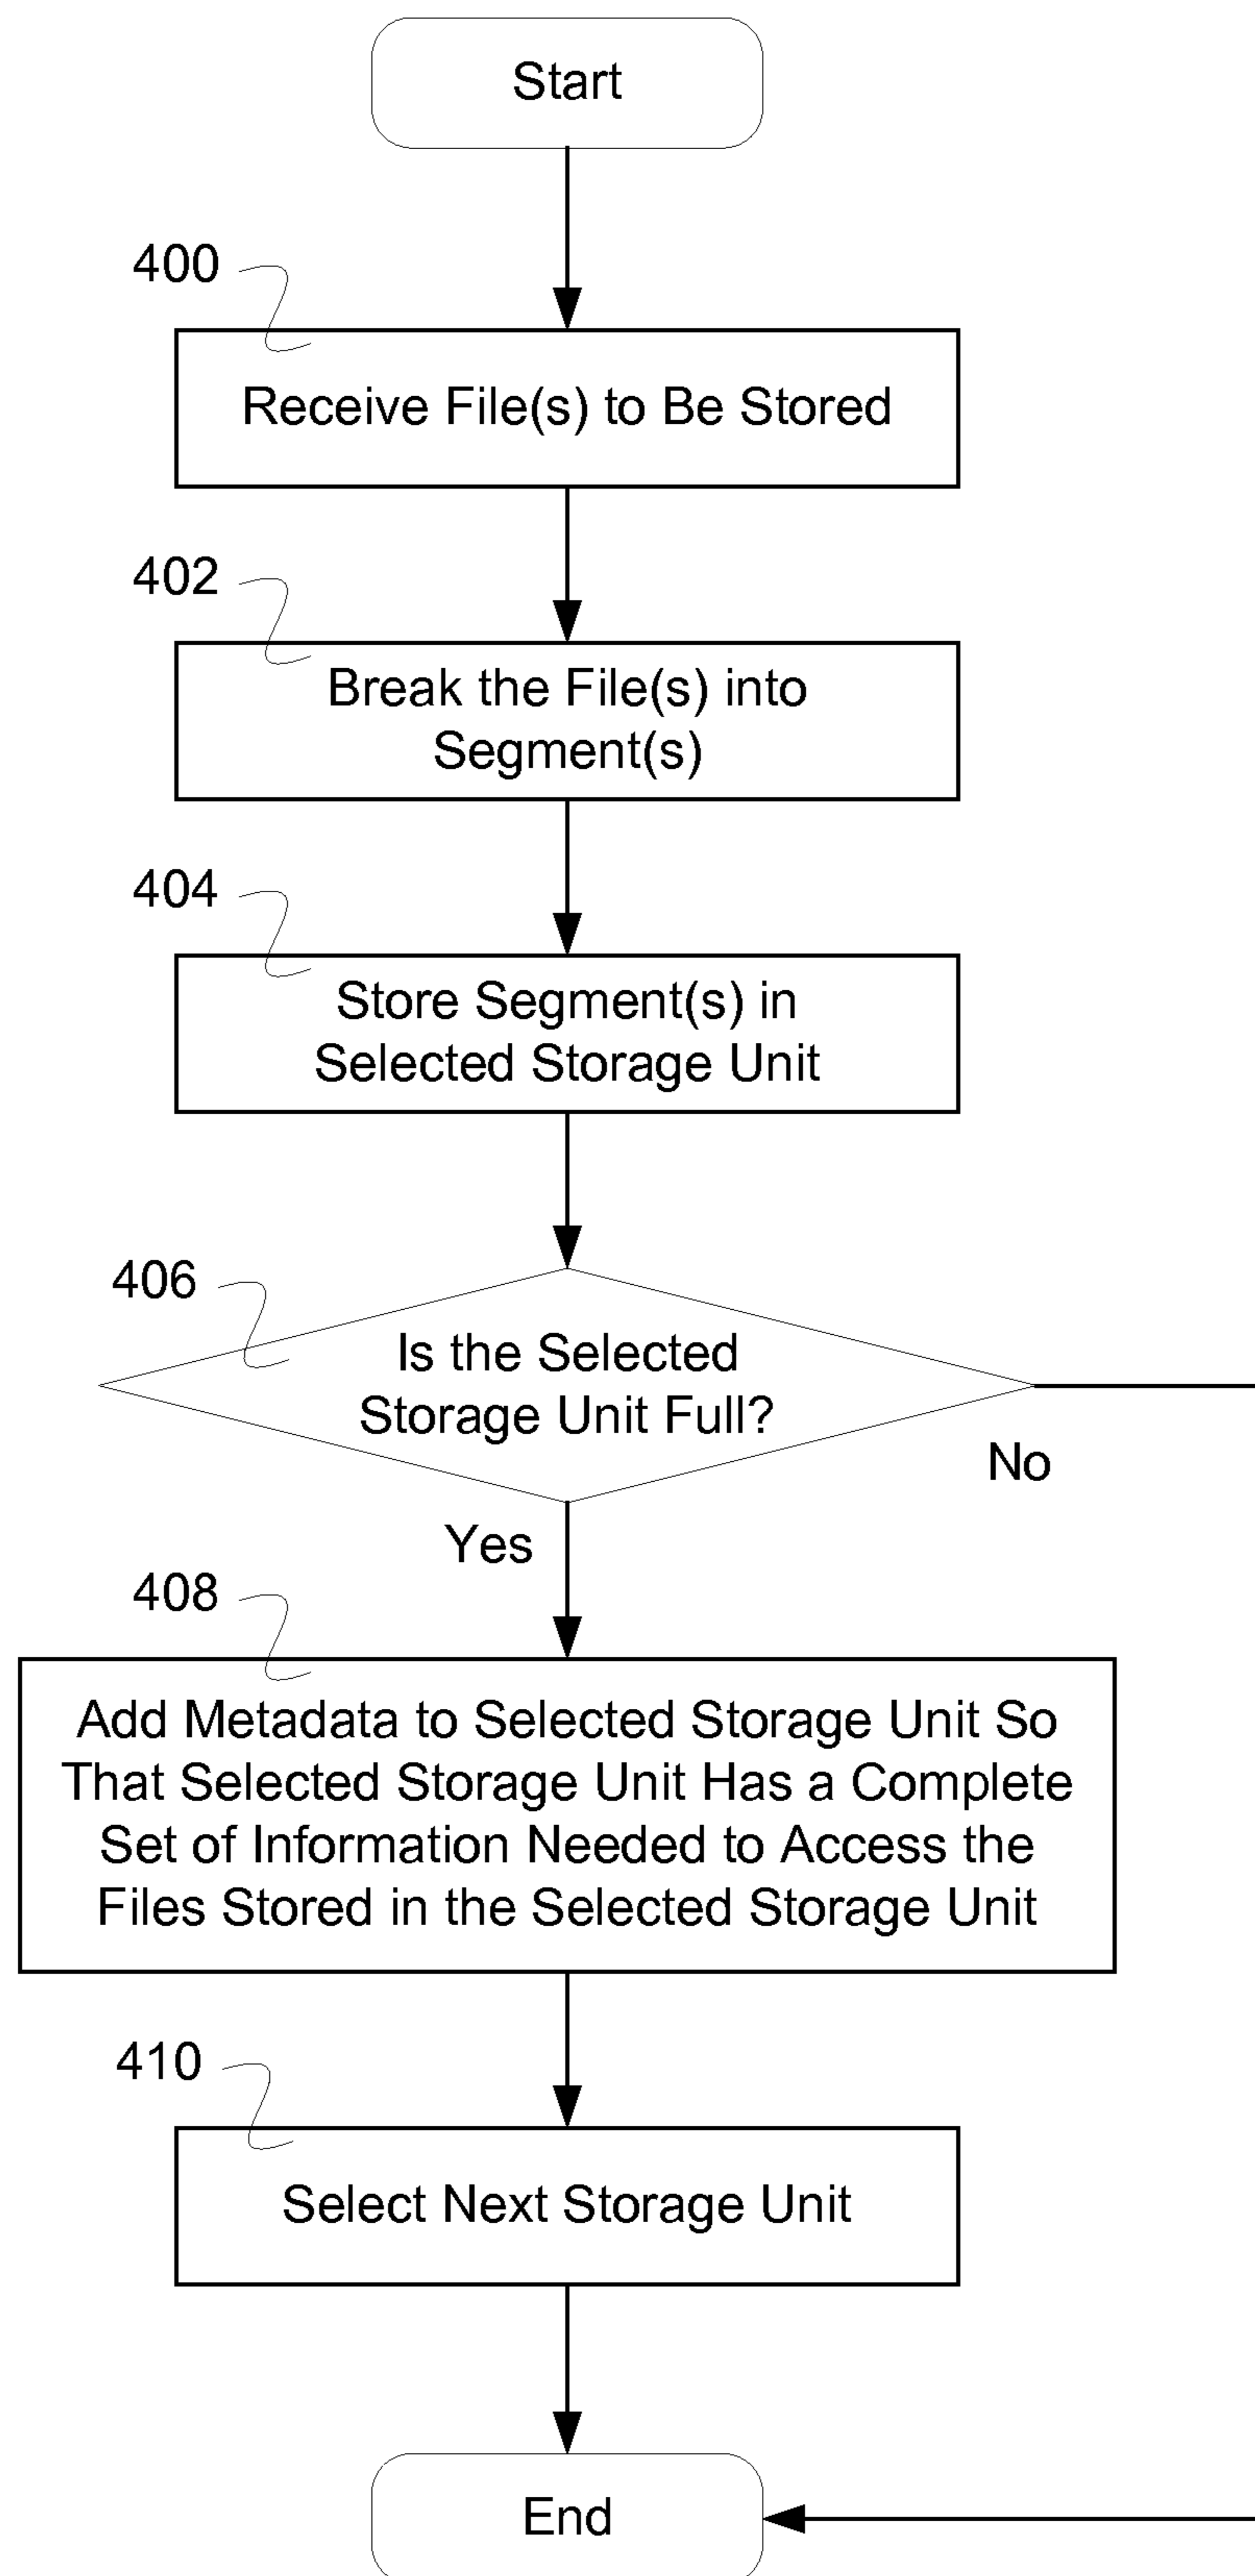 Start
400
Receive File(s) to Be Stored
402
Break the File(s) into
Segment(s)
404
Store Segment(s) in
Selected Storage Unit
406
Is the Selected
Storage Unit Full?
No
Yes
408
Add Metadata to Selected Storage Unit So
That Selected Storage Unit Has a Complete
Set of Information Needed to Access the
Files Stored in the Selected Storage Unit
410
Select Next Storage Unit
End